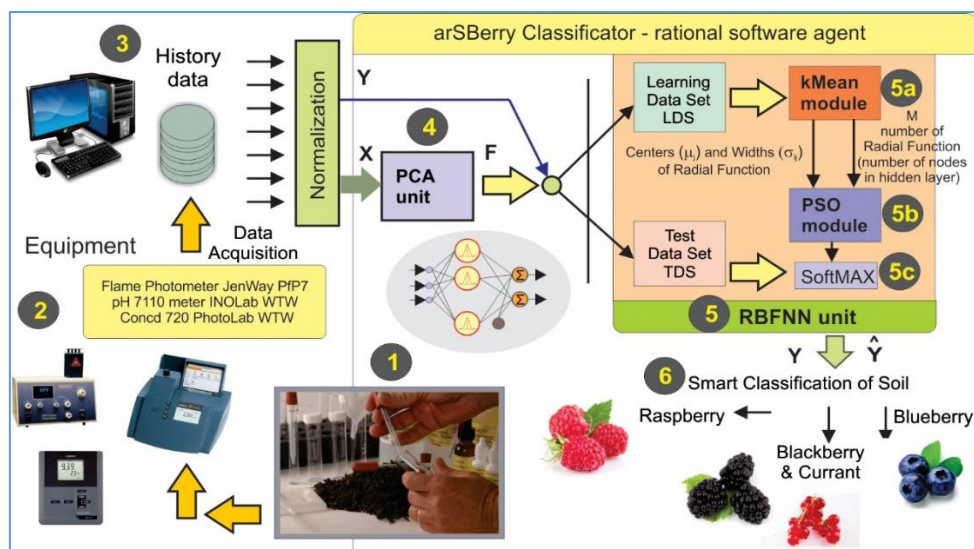 arSBerry Classificator - rational software agent
3
History
data
Normalization
Y
X
4
PCA
unit
F
Learning
Data Set
LDS
kMean
module
5a
M
number of
Radial Function
(number of nodes
in hidden layer)
Centers (μj) and Widths (σij)
of Radial Function
PSO
module
5b
Test
Data Set
TDS
SoftMAX
5c
5
RBFNN unit
Data
Acquisition
Equipment
Flame Photometer JenWay PfP7
pH 7110 meter INOLab WTW
Concd 720 PhotoLab WTW
2
1
Σ
Σ
Y
Ŷ
6
Smart Classification of Soil
Raspberry
Blueberry
Blackberry
& Currant